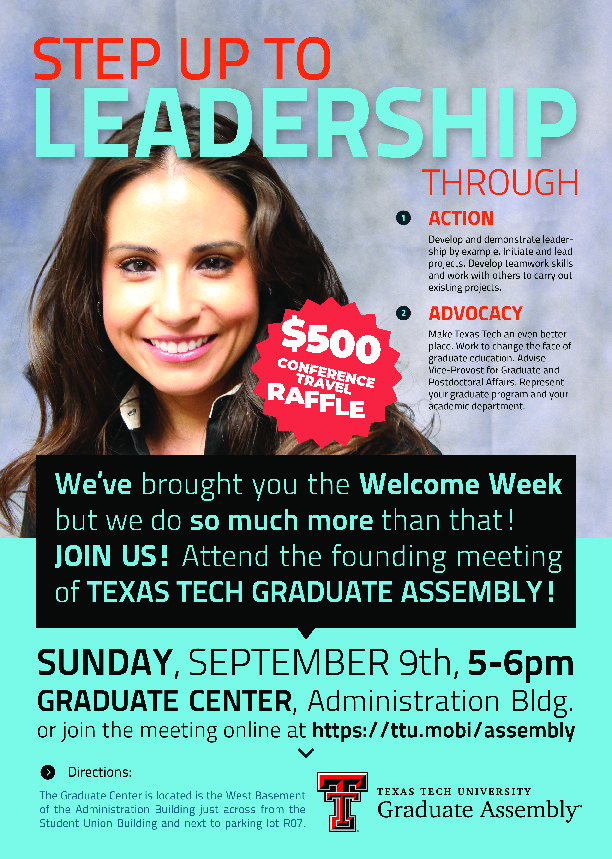 STEP UP TO
LEADERSHIP
THROUGH
1 ACTION
Develop and demonstrate leader-
ship by example. Initiate and lead
projects. Develop teamwork skills
and work with others to carry out
existing projects.
2 ADVOCACY
Make Texas Tech an even better
place. Work to change the face of
graduate education. Advise
Vice-Provost for Graduate and
Postdoctoral Affairs. Represent
your graduate program and your
academic department.
$500
CONFERENCE
TRAVEL
RAFFLE
We've brought you the Welcome Week
but we do so much more than that!
JOIN US! Attend the founding meeting
of TEXAS TECH GRADUATE ASSEMBLY!
SUNDAY, SEPTEMBER 9th, 5-6pm
GRADUATE CENTER, Administration Bldg.
or join the meeting online at https://ttu.mobi/assembly
Directions:
The Graduate Center is located is the West Basement
of the Administration Building just across from the
Student Union Building and next to parking lot R07.
TEXAS TECH UNIVERSITY
Graduate Assembly™